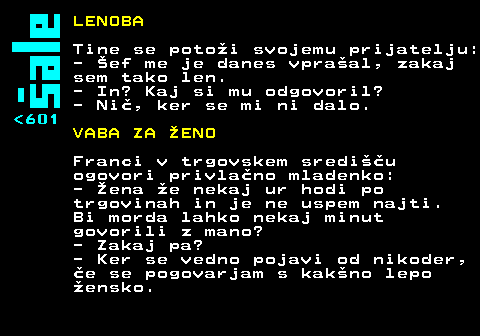 šale
<601
LENOBA
Tine se potoži svojemu prijatelju:
- Šef me je danes vprašal, zakaj
sem tako len.
- In? Kaj si mu odgovoril?
- Nič, ker se mi ni dalo.
VABA ZA ŽENO
Franci v trgovskem središču
ogovori privlačno mladenko:
- Žena že nekaj ur hodi po
trgovinah in je ne uspem najti.
Bi morda lahko nekaj minut
govorili z mano?
- Zakaj pa?
- Ker se vedno pojavi od nikoder,
če se pogovarjam s kakšno lepo
žensko.